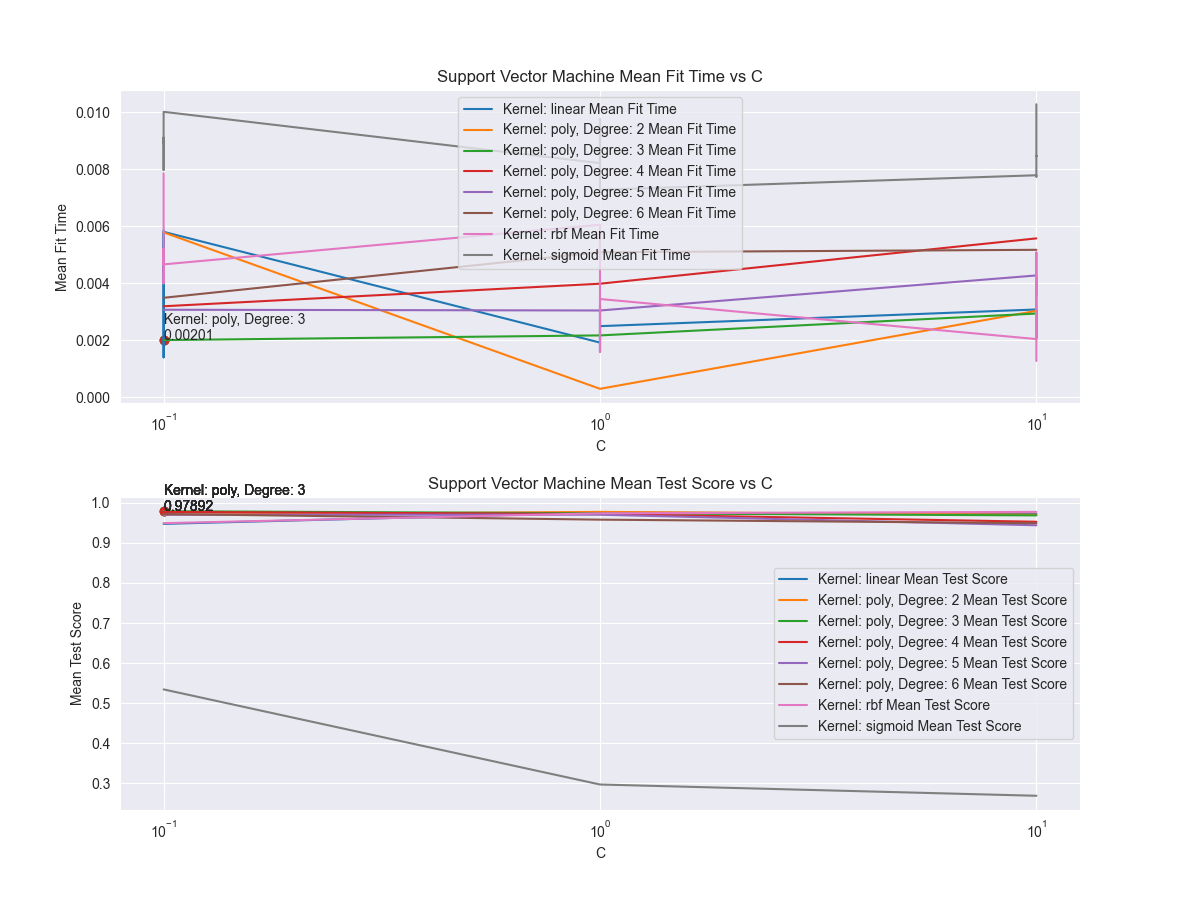 Support Vector Machine Mean Fit Time vs C
Mean Fit Time
0.010
0.008
0.006
0.004
0.002
0.000
Kernel: linear Mean Fit Time
Kernel: poly, Degree: 2 Mean Fit Time
Kernel: poly, Degree: 3 Mean Fit Time
Kernel: poly, Degree: 4 Mean Fit Time
Kernel: poly, Degree: 5 Mean Fit Time
Kernel: poly, Degree: 6 Mean Fit Time
Kernel: rbf Mean Fit Time
Kernel: sigmoid Mean Fit Time
Kernel: poly, Degree: 3
0.00201
10⁻¹ 10⁰ 10¹
C
Support Vector Machine Mean Test Score vs C
Kernel: poly, Degree: 3
0.97892
Mean Test Score
1.0
0.9
0.8
0.7
0.6
0.5
0.4
0.3
Kernel: linear Mean Test Score
Kernel: poly, Degree: 2 Mean Test Score
Kernel: poly, Degree: 3 Mean Test Score
Kernel: poly, Degree: 4 Mean Test Score
Kernel: poly, Degree: 5 Mean Test Score
Kernel: poly, Degree: 6 Mean Test Score
Kernel: rbf Mean Test Score
Kernel: sigmoid Mean Test Score
10⁻¹ 10⁰ 10¹
C